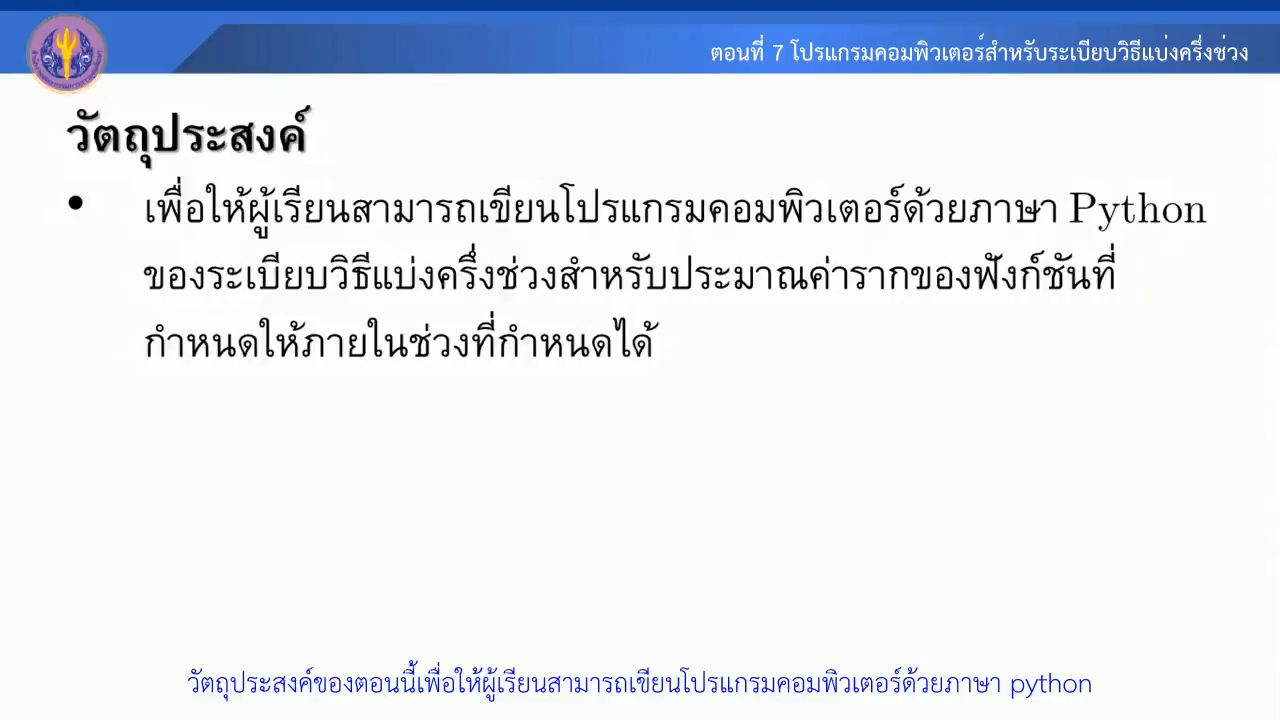 ตอนที่ 7 โปรแกรมคอมพิวเตอร์สำหรับระเบียบวิธีแบ่งครึ่งช่วง
วัตถุประสงค์
• เพื่อให้ผู้เรียนสามารถเขียนโปรแกรมคอมพิวเตอร์ด้วยภาษา Python
ของระเบียบวิธีแบ่งครึ่งช่วงสำหรับประมาณค่ารากของฟังก์ชันที่
กำหนดให้ภายในช่วงที่กำหนดได้
วัตถุประสงค์ของตอนนี้เพื่อให้ผู้เรียนสามารถเขียนโปรแกรมคอมพิวเตอร์ด้วยภาษา python